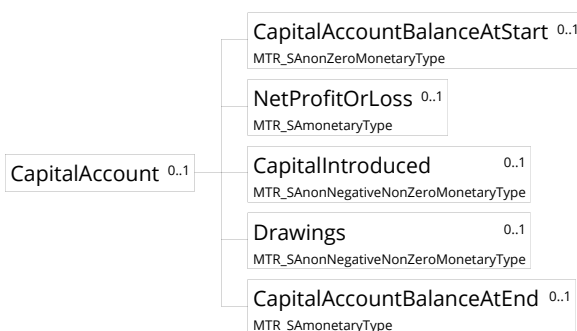 CapitalAccountBalanceAtStart 0..1
MTR_SAnonZeroMonetaryType
NetProfitOrLoss 0..1
MTR_SAmonetaryType
CapitalAccount 0..1
CapitalIntroduced 0..1
MTR_SAnonNegativeNonZeroMonetaryType
Drawings 0..1
MTR_SAnonNegativeNonZeroMonetaryType
CapitalAccountBalanceAtEnd 0..1
MTR_SAmonetaryType